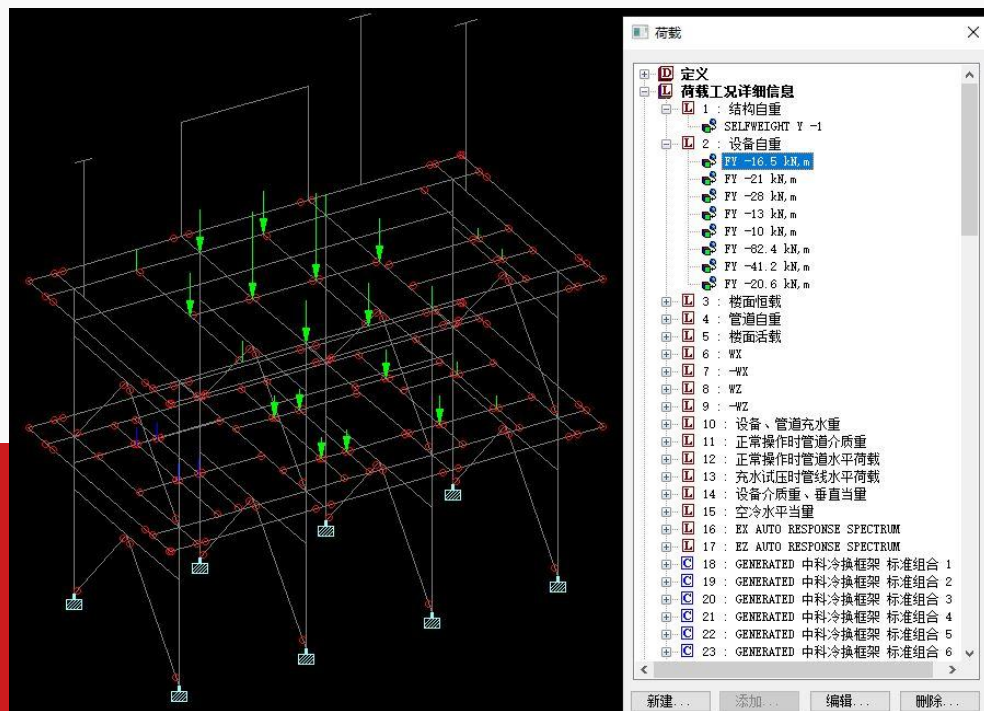 荷载
定义
荷载工况详细信息
1 : 结构自重
SELFWEIGHT Y -1
2 : 设备自重
FY -16.5 kN,m
FY -21 kN,m
FY -28 kN,m
FY -13 kN,m
FY -10 kN,m
FY -82.4 kN,m
FY -41.2 kN,m
FY -20.6 kN,m
3 : 楼面恒载
4 : 管道自重
5 : 楼面活载
6 : WX
7 : -WX
8 : WZ
9 : -WZ
10 : 设备、管道充水重
11 : 正常操作时管道介质重
12 : 正常操作时管道水平荷载
13 : 充水试压时管线水平荷载
14 : 设备介质重、垂直当量
15 : 空冷水平当量
16 : EX AUTO RESPONSE SPECTRUM
17 : EZ AUTO RESPONSE SPECTRUM
18 : GENERATED 中科冷换框架 标准组合 1
19 : GENERATED 中科冷换框架 标准组合 2
20 : GENERATED 中科冷换框架 标准组合 3
21 : GENERATED 中科冷换框架 标准组合 4
22 : GENERATED 中科冷换框架 标准组合 5
23 : GENERATED 中科冷换框架 标准组合 6
新建... 添加... 编辑... 删除...